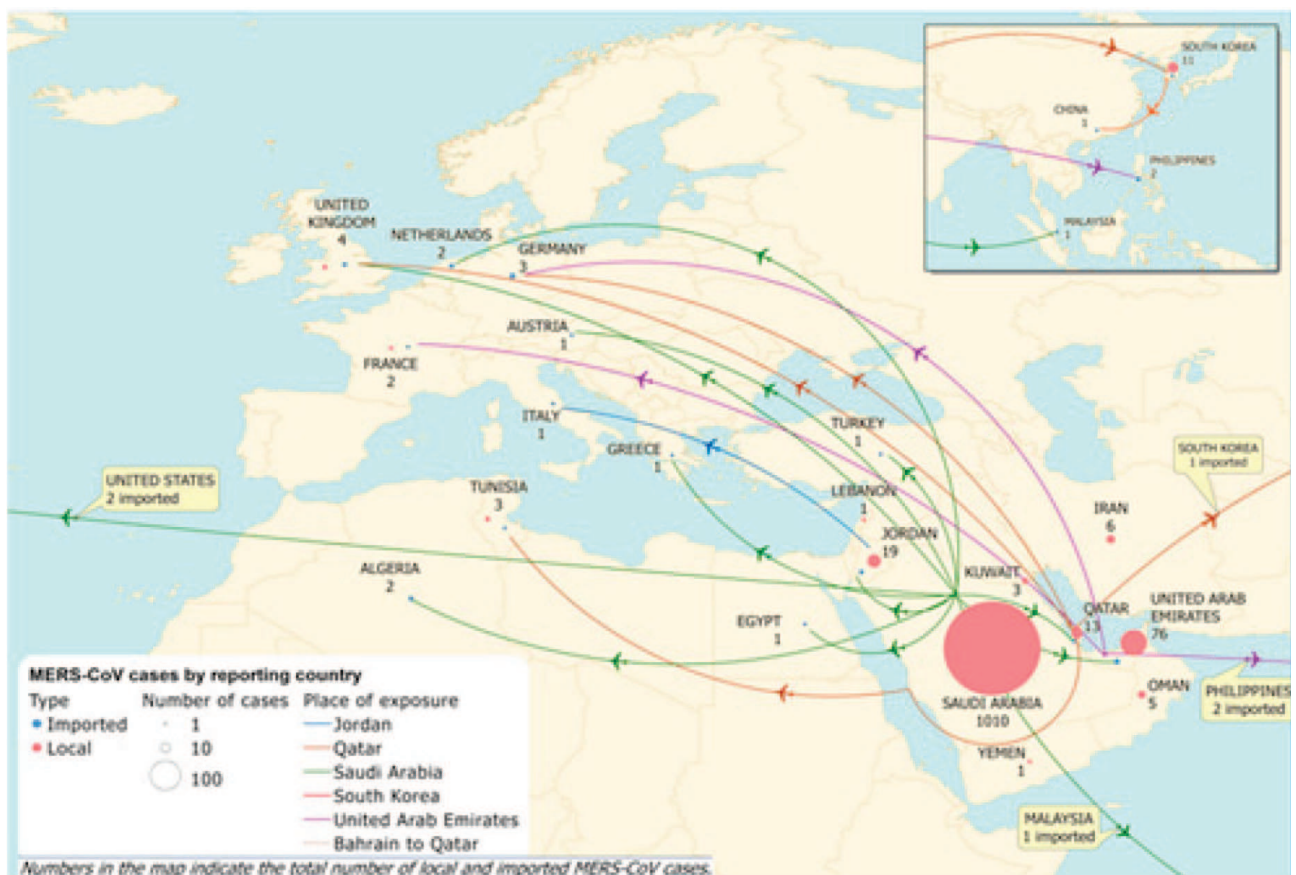 SOUTH KOREA
11
CHINA
1
PHILIPPINES
2
MALAYSIA
1
UNITED
KINGDOM
4
NETHERLANDS
2
GERMANY
3
AUSTRIA
1
FRANCE
2
ITALY
1
TURKEY
1
GREECE
1
SOUTH KOREA
1 imported
UNITED STATES
2 imported
TUNISIA
3
LEBANON
1
IRAN
6
JORDAN
19
ALGERIA
2
KUWAIT
3
QATAR
13
UNITED ARAB
EMIRATES
76
EGYPT
1
SAUDI ARABIA
1010
OMAN
5
PHILIPPINES
2 imported
YEMEN
1
MALAYSIA
1 imported
MERS-CoV cases by reporting country
Type
Imported
Local
Number of cases
1
10
100
Place of exposure
Jordan
Qatar
Saudi Arabia
South Korea
United Arab Emirates
Bahrain to Qatar
Numbers in the map indicate the total number of local and imported MERS-CoV cases.